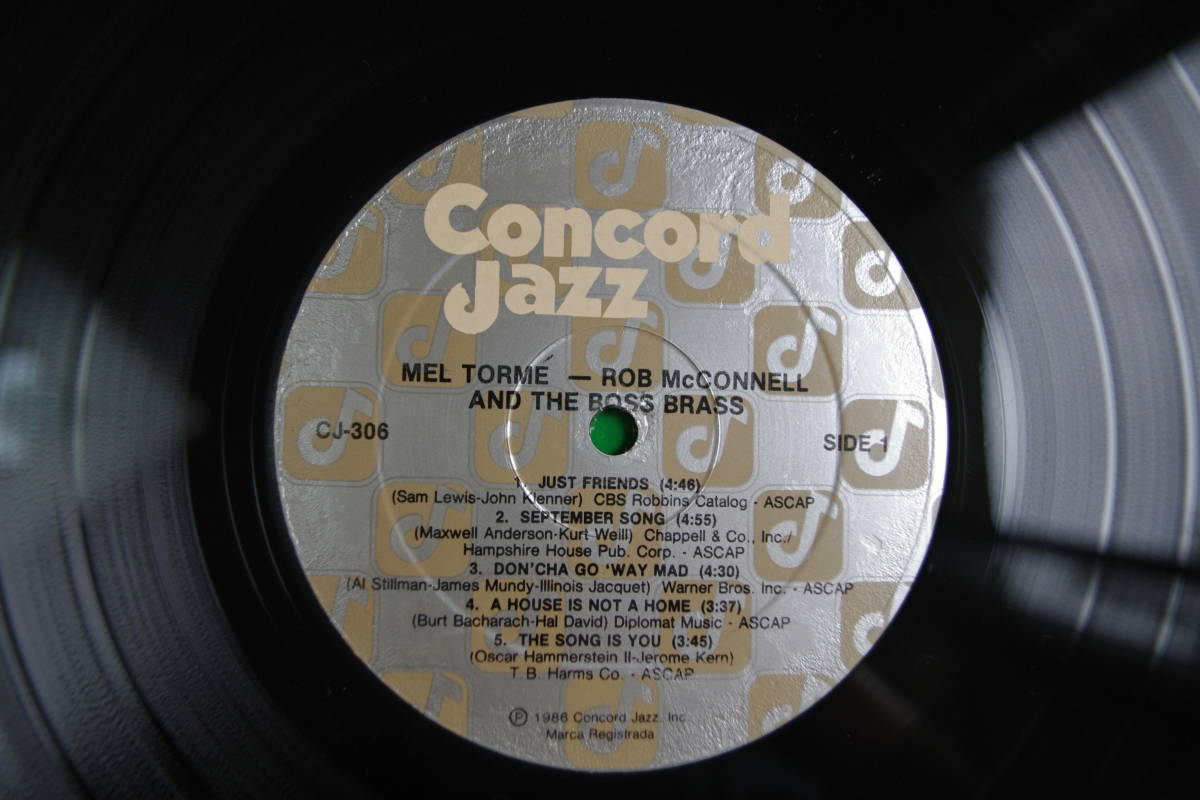 Concord
Jazz
MEL TORME — ROB McCONNELL
AND THE BOSS BRASS
CJ-306
SIDE 1
1. JUST FRIENDS (4:46)
(Sam Lewis-John Klenner) CBS Robbins Catalog - ASCAP
2. SEPTEMBER SONG (4:55)
(Maxwell Anderson-Kurt Weill) Chappell & Co., Inc./
Hampshire House Pub. Corp. - ASCAP
3. DON'CHA GO 'WAY MAD (4:30)
(Al Stillman-James Mundy-Illinois Jacquet) Warner Bros. Inc. - ASCAP
4. A HOUSE IS NOT A HOME (3:37)
(Burt Bacharach-Hal David) Diplomat Music - ASCAP
5. THE SONG IS YOU (3:45)
(Oscar Hammerstein II-Jerome Kern)
T.B. Harms Co. - ASCAP
Ⓟ 1986 Concord Jazz, Inc.
Marca Registrada